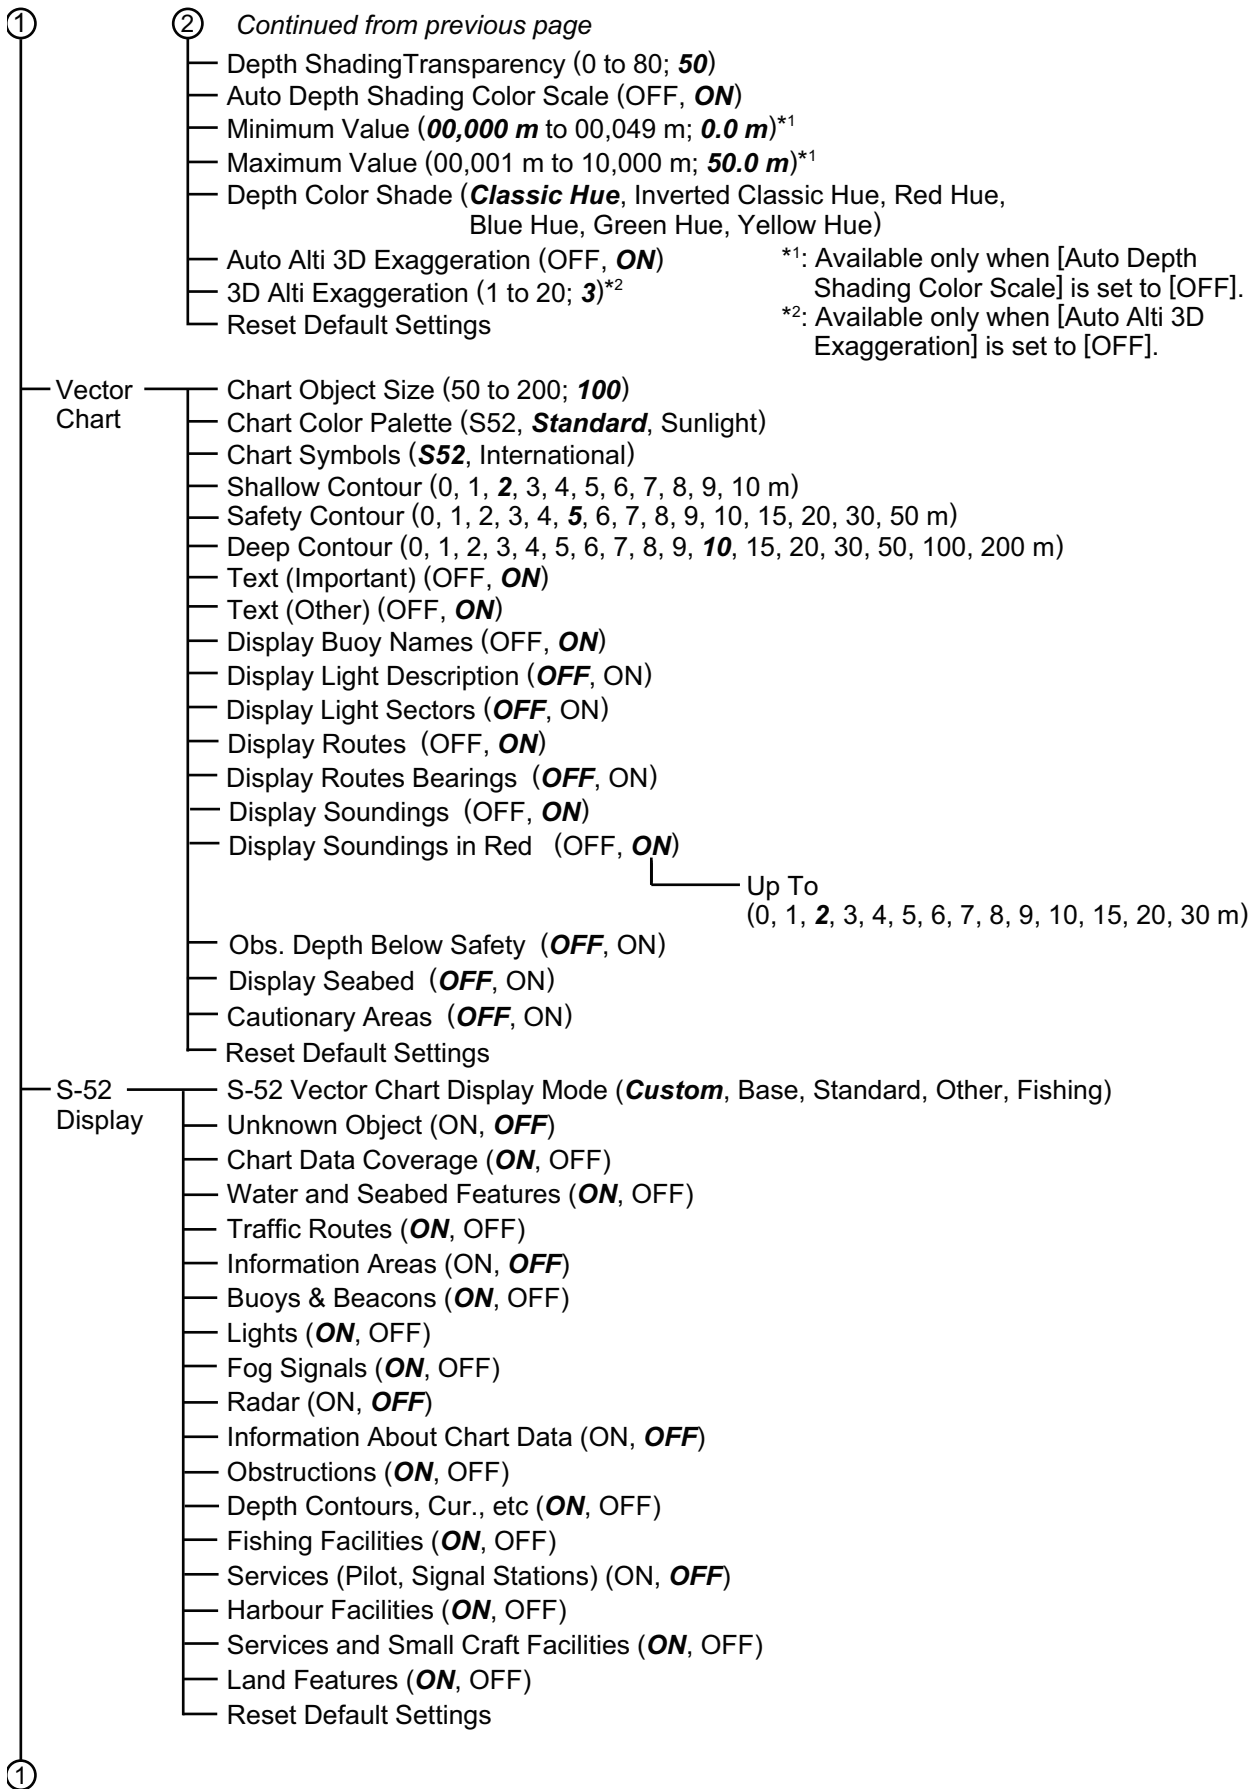 ① ② Continued from previous page
Depth ShadingTransparency (0 to 80; 50)
Auto Depth Shading Color Scale (OFF, ON)
Minimum Value (00,000 m to 00,049 m; 0.0 m)*1
Maximum Value (00,001 m to 10,000 m; 50.0 m)*1
Depth Color Shade (Classic Hue, Inverted Classic Hue, Red Hue,
Blue Hue, Green Hue, Yellow Hue)
Auto Alti 3D Exaggeration (OFF, ON)
3D Alti Exaggeration (1 to 20; 3)*2
Reset Default Settings
*1: Available only when [Auto Depth
Shading Color Scale] is set to [OFF].
*2: Available only when [Auto Alti 3D
Exaggeration] is set to [OFF].
Vector
Chart
Chart Object Size (50 to 200; 100)
Chart Color Palette (S52, Standard, Sunlight)
Chart Symbols (S52, International)
Shallow Contour (0, 1, 2, 3, 4, 5, 6, 7, 8, 9, 10 m)
Safety Contour (0, 1, 2, 3, 4, 5, 6, 7, 8, 9, 10, 15, 20, 30, 50 m)
Deep Contour (0, 1, 2, 3, 4, 5, 6, 7, 8, 9, 10, 15, 20, 30, 50, 100, 200 m)
Text (Important) (OFF, ON)
Text (Other) (OFF, ON)
Display Buoy Names (OFF, ON)
Display Light Description (OFF, ON)
Display Light Sectors (OFF, ON)
Display Routes (OFF, ON)
Display Routes Bearings (OFF, ON)
Display Soundings (OFF, ON)
Display Soundings in Red (OFF, ON)
Up To
(0, 1, 2, 3, 4, 5, 6, 7, 8, 9, 10, 15, 20, 30 m)
Obs. Depth Below Safety (OFF, ON)
Display Seabed (OFF, ON)
Cautionary Areas (OFF, ON)
Reset Default Settings
S-52
Display
S-52 Vector Chart Display Mode (Custom, Base, Standard, Other, Fishing)
Unknown Object (ON, OFF)
Chart Data Coverage (ON, OFF)
Water and Seabed Features (ON, OFF)
Traffic Routes (ON, OFF)
Information Areas (ON, OFF)
Buoys & Beacons (ON, OFF)
Lights (ON, OFF)
Fog Signals (ON, OFF)
Radar (ON, OFF)
Information About Chart Data (ON, OFF)
Obstructions (ON, OFF)
Depth Contours, Cur., etc (ON, OFF)
Fishing Facilities (ON, OFF)
Services (Pilot, Signal Stations) (ON, OFF)
Harbour Facilities (ON, OFF)
Services and Small Craft Facilities (ON, OFF)
Land Features (ON, OFF)
Reset Default Settings
①